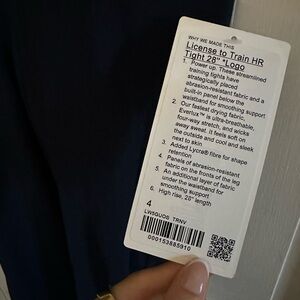 WHY WE MADE THIS
License to Train HR
Tight 28" *Logo
1. Power up. These streamlined
training tights have
strategically placed
abrasion-resistant fabric and a
built-in panel below the
waistband for smoothing support
2. Our fastest drying fabric,
Everlux™ is ultra-breathable,
four-way stretch, and wicks
away sweat. It feels soft on
the outside and cool and sleek
next to skin
3. Added Lycra® fibre for shape
retention
4. Panels of abrasion-resistant
fabric on the fronts of the leg
5. An additional layer of fabric
under the waistband for
smoothing support
6. High rise, 28" length
4
LW5GUOS TRNV
000153885910